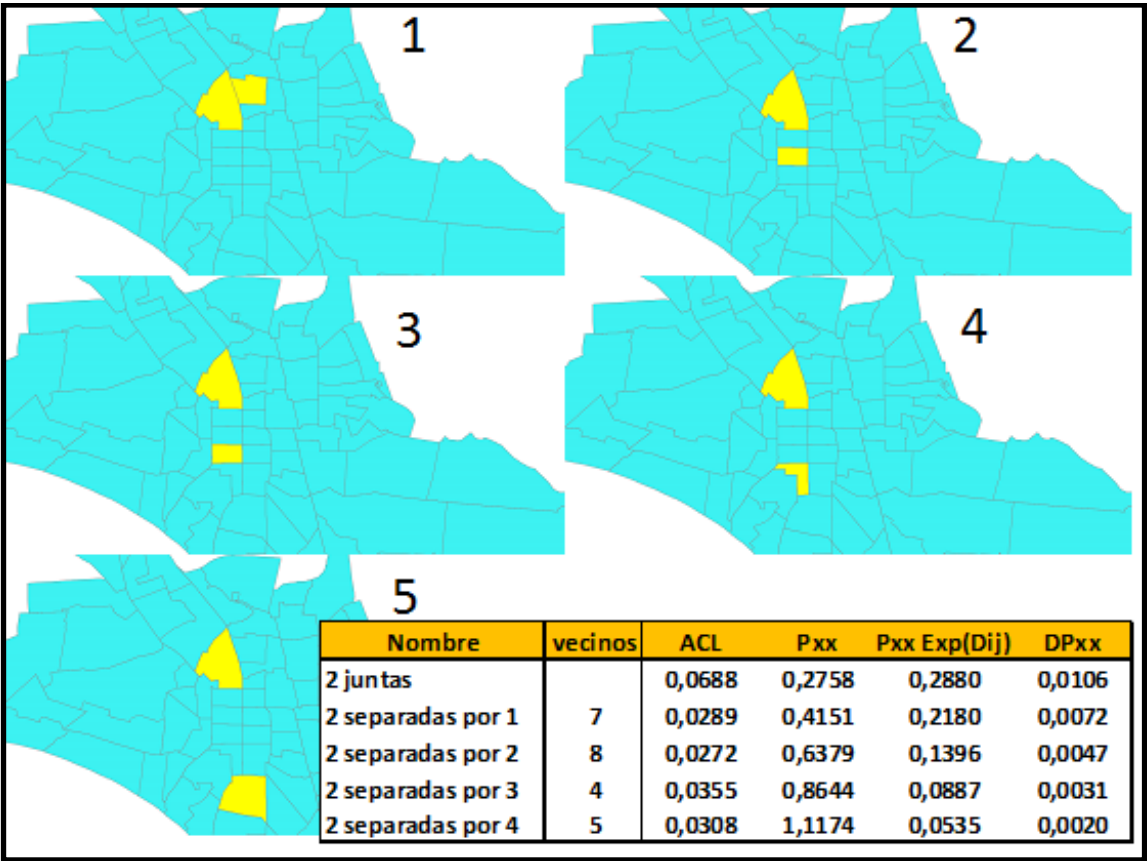 1
2
3
4
5
Nombre vecinos ACL Pxx Pxx Exp(Dij) DPxx
2 juntas 0,0688 0,2758 0,2880 0,0106
2 separadas por 1 7 0,0289 0,4151 0,2180 0,0072
2 separadas por 2 8 0,0272 0,6379 0,1396 0,0047
2 separadas por 3 4 0,0355 0,8644 0,0887 0,0031
2 separadas por 4 5 0,0308 1,1174 0,0535 0,0020